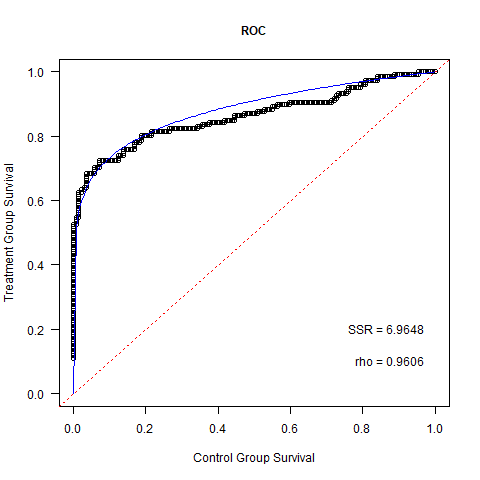 ROC
Treatment Group Survival
1.0
0.8
0.6
0.4
0.2
0.0
SSR = 6.9648
rho = 0.9606
0.0 0.2 0.4 0.6 0.8 1.0
Control Group Survival